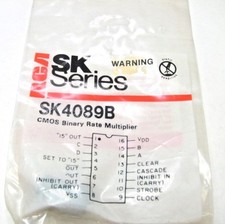 RCA
SK
Series
WARNING
SK4089B
CMOS Binary Rate Multiplier
"15" OUT 1 16 VDD
C 2 15 B
D 3 14 A
SET TO "15" 4 13 CLEAR
OUT 5 12 CASCADE
OUT 6 11 INHIBIT IN (CARRY)
INHIBIT OUT (CARRY) 7 10 STROBE
VSS 8 9 CLOCK